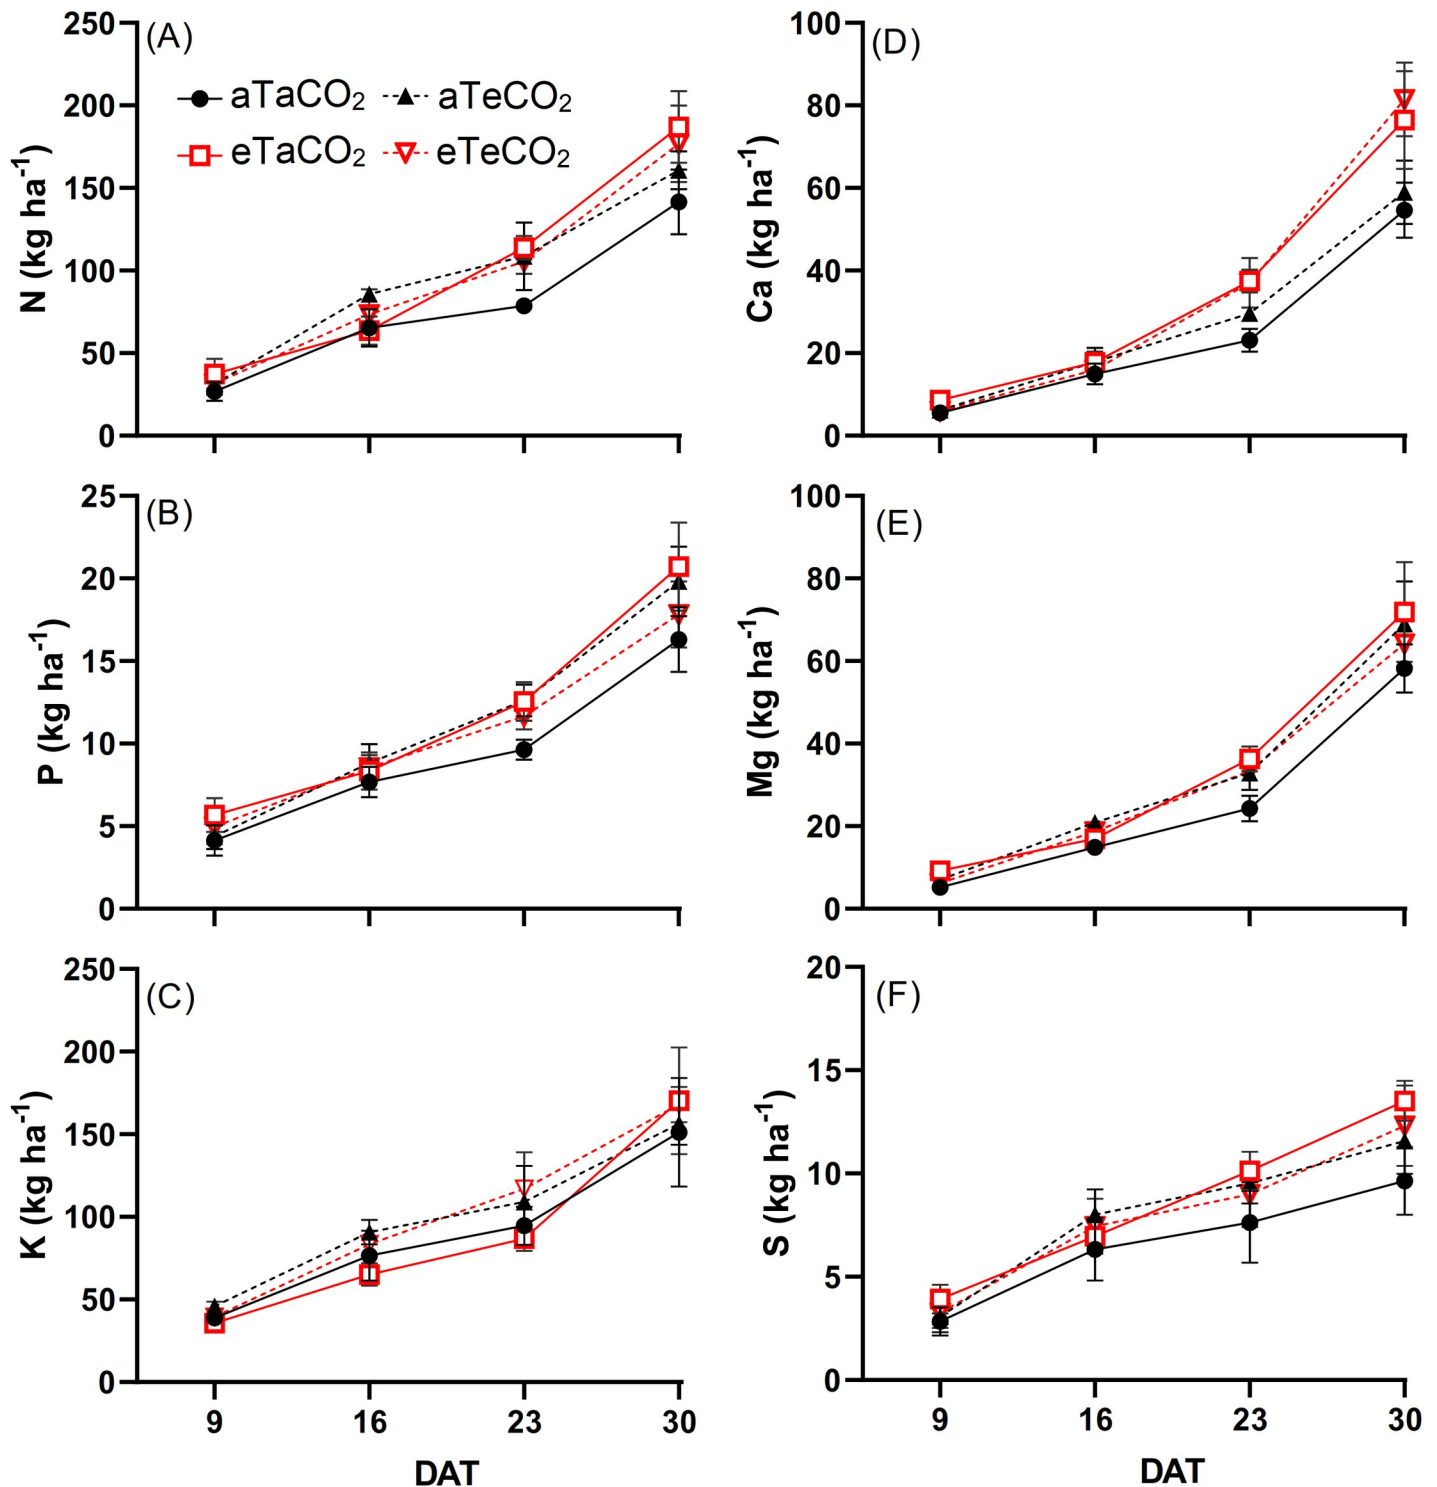 (A)
aTaCO2 aTeCO2
eTaCO2 eTeCO2
N (kg ha-1)
250
200
150
100
50
0
(D)
Ca (kg ha-1)
100
80
60
40
20
0
(B)
P (kg ha-1)
25
20
15
10
5
0
(E)
Mg (kg ha-1)
100
80
60
40
20
0
(C)
K (kg ha-1)
250
200
150
100
50
0
9 16 23 30
DAT
(F)
S (kg ha-1)
20
15
10
5
0
9 16 23 30
DAT